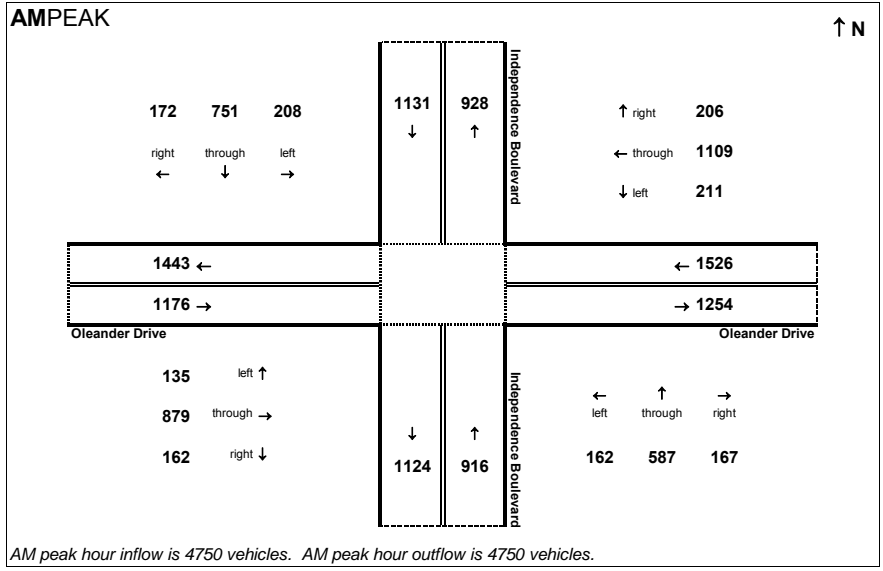 AMPEAK
↑ N
172 751 208
right through left
← ↓ →
1131 928
↓ ↑
Independence Boulevard
↑ right 206
← through 1109
↓ left 211
1443 ←
1176 →
← 1526
→ 1254
Oleander Drive
Oleander Drive
135 left ↑
879 through →
162 right ↓
↓ ↑
1124 916
Independence Boulevard
← ↑ →
left through right
162 587 167
AM peak hour inflow is 4750 vehicles. AM peak hour outflow is 4750 vehicles.